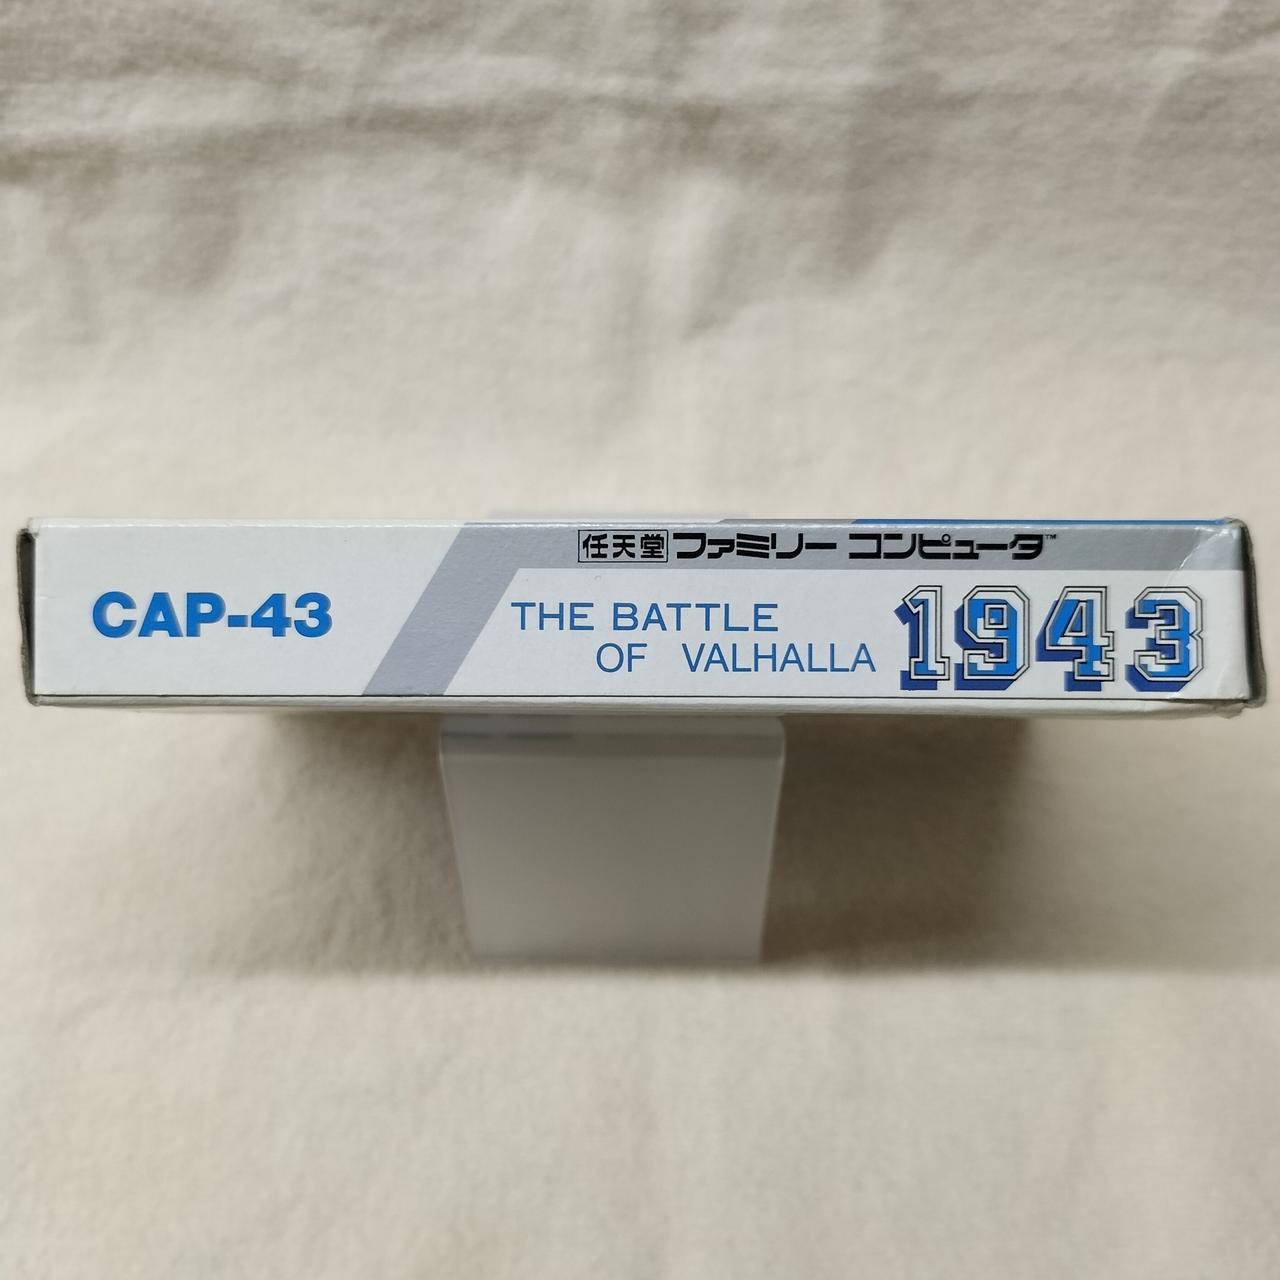 任天堂 ファミリー コンピュータ™
CAP-43
THE BATTLE
OF VALHALLA
1943